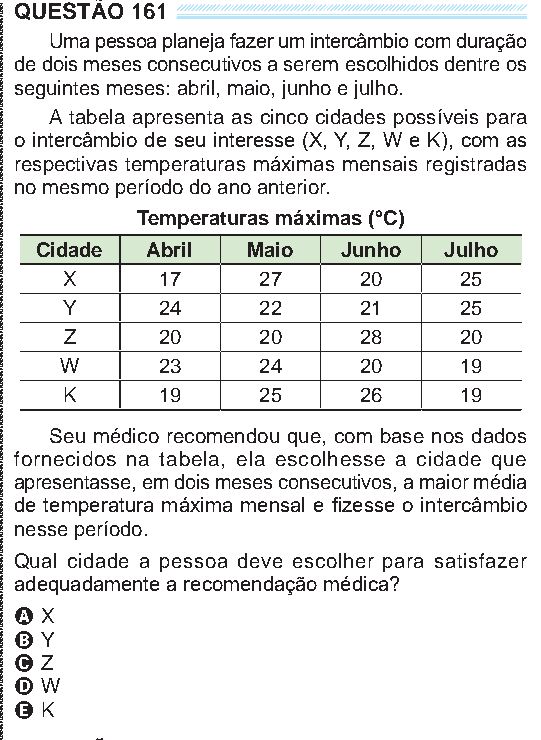 QUESTÃO 161
Uma pessoa planeja fazer um intercâmbio com duração
de dois meses consecutivos a serem escolhidos dentre os
seguintes meses: abril, maio, junho e julho.
A tabela apresenta as cinco cidades possíveis para
o intercâmbio de seu interesse (X, Y, Z, W e K), com as
respectivas temperaturas máximas mensais registradas
no mesmo período do ano anterior.
Temperaturas máximas (°C)
Cidade Abril Maio Junho Julho
X 17 27 20 25
Y 24 22 21 25
Z 20 20 28 20
W 23 24 20 19
K 19 25 26 19
Seu médico recomendou que, com base nos dados
fornecidos na tabela, ela escolhesse a cidade que
apresentasse, em dois meses consecutivos, a maior média
de temperatura máxima mensal e fizesse o intercâmbio
nesse período.
Qual cidade a pessoa deve escolher para satisfazer
adequadamente a recomendação médica?
A X
B Y
C Z
D W
E K